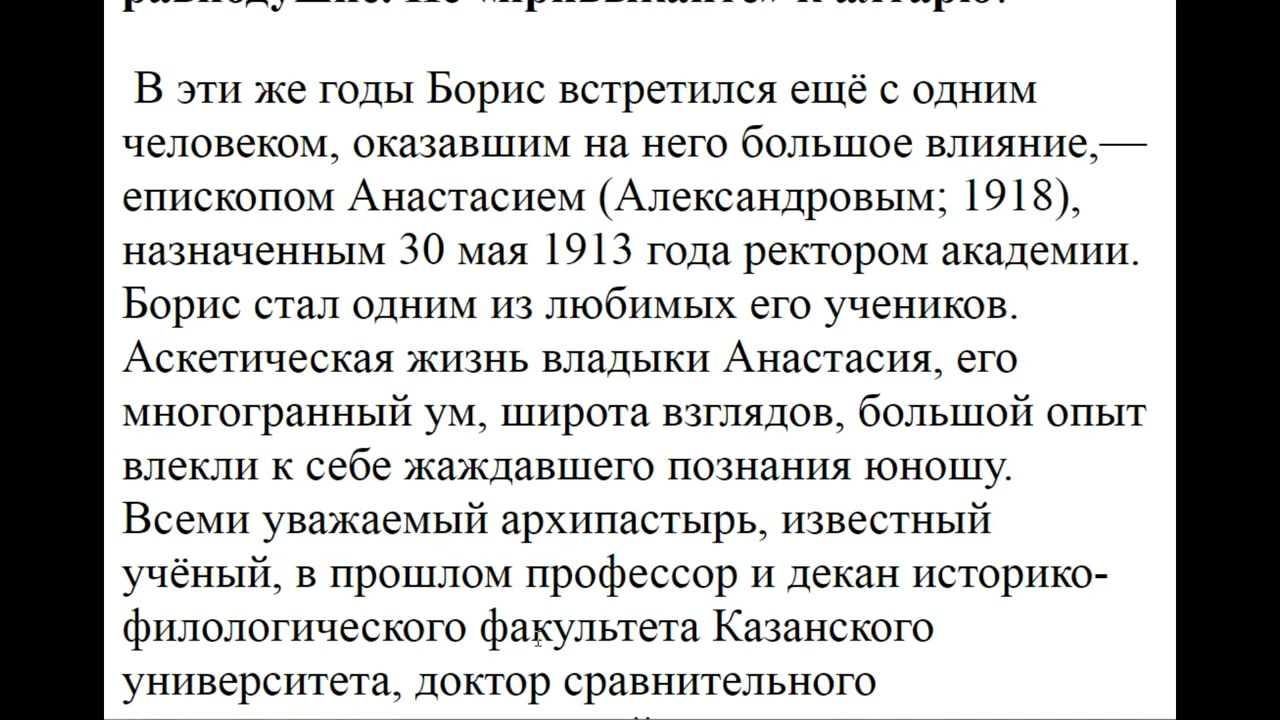 В эти же годы Борис встретился ещё с одним
человеком, оказавшим на него большое влияние,—
епископом Анастасием (Александровым; 1918),
назначенным 30 мая 1913 года ректором академии.
Борис стал одним из любимых его учеников.
Аскетическая жизнь владыки Анастасия, его
многогранный ум, широта взглядов, большой опыт
влекли к себе жаждавшего познания юношу.
Всеми уважаемый архипастырь, известный
учёный, в прошлом профессор и декан историко-
филологического факультета Казанского
университета, доктор сравнительного